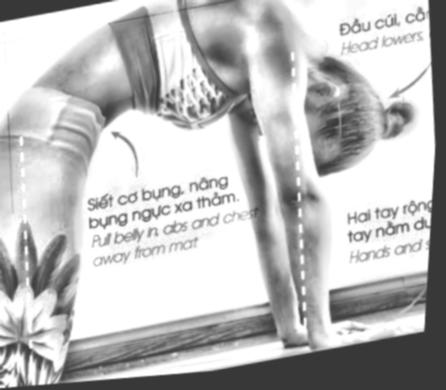 Đầu cúi,
Head lowers,
Siết cơ bụng, nâng
bụng ngực xa thảm.
Pull belly in, abs and chest
away from mat
Hai tay rộng
tay nằm
Hands and